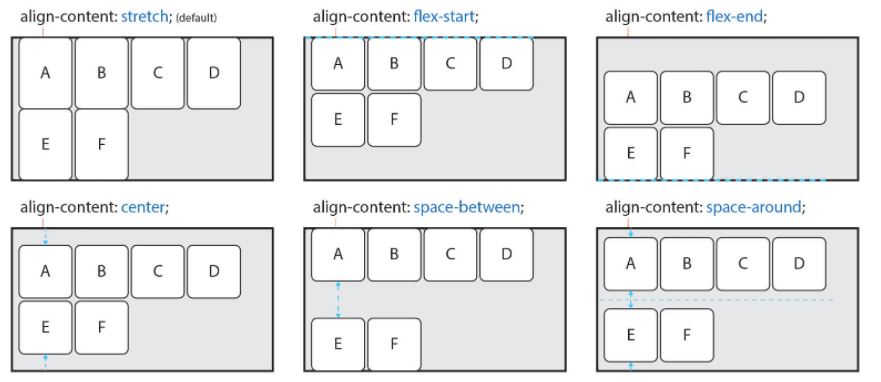 align-content: stretch; (default)
A B C D
E F
align-content: flex-start;
A B C D
E F
align-content: flex-end;
A B C D
E F
align-content: center;
A B C D
E F
align-content: space-between;
A B C D
E F
align-content: space-around;
A B C D
E F